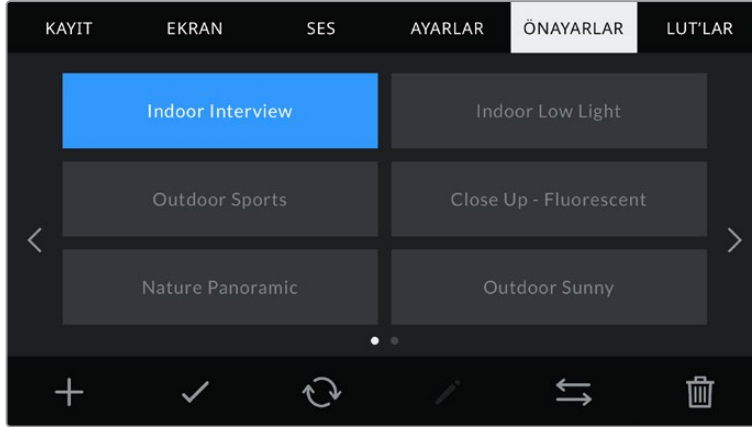 KAYIT EKRAN SES AYARLAR ÖNAYARLAR LUT'LAR
Indoor Interview Indoor Low Light
Outdoor Sports Close Up - Fluorescent
Nature Panoramic Outdoor Sunny